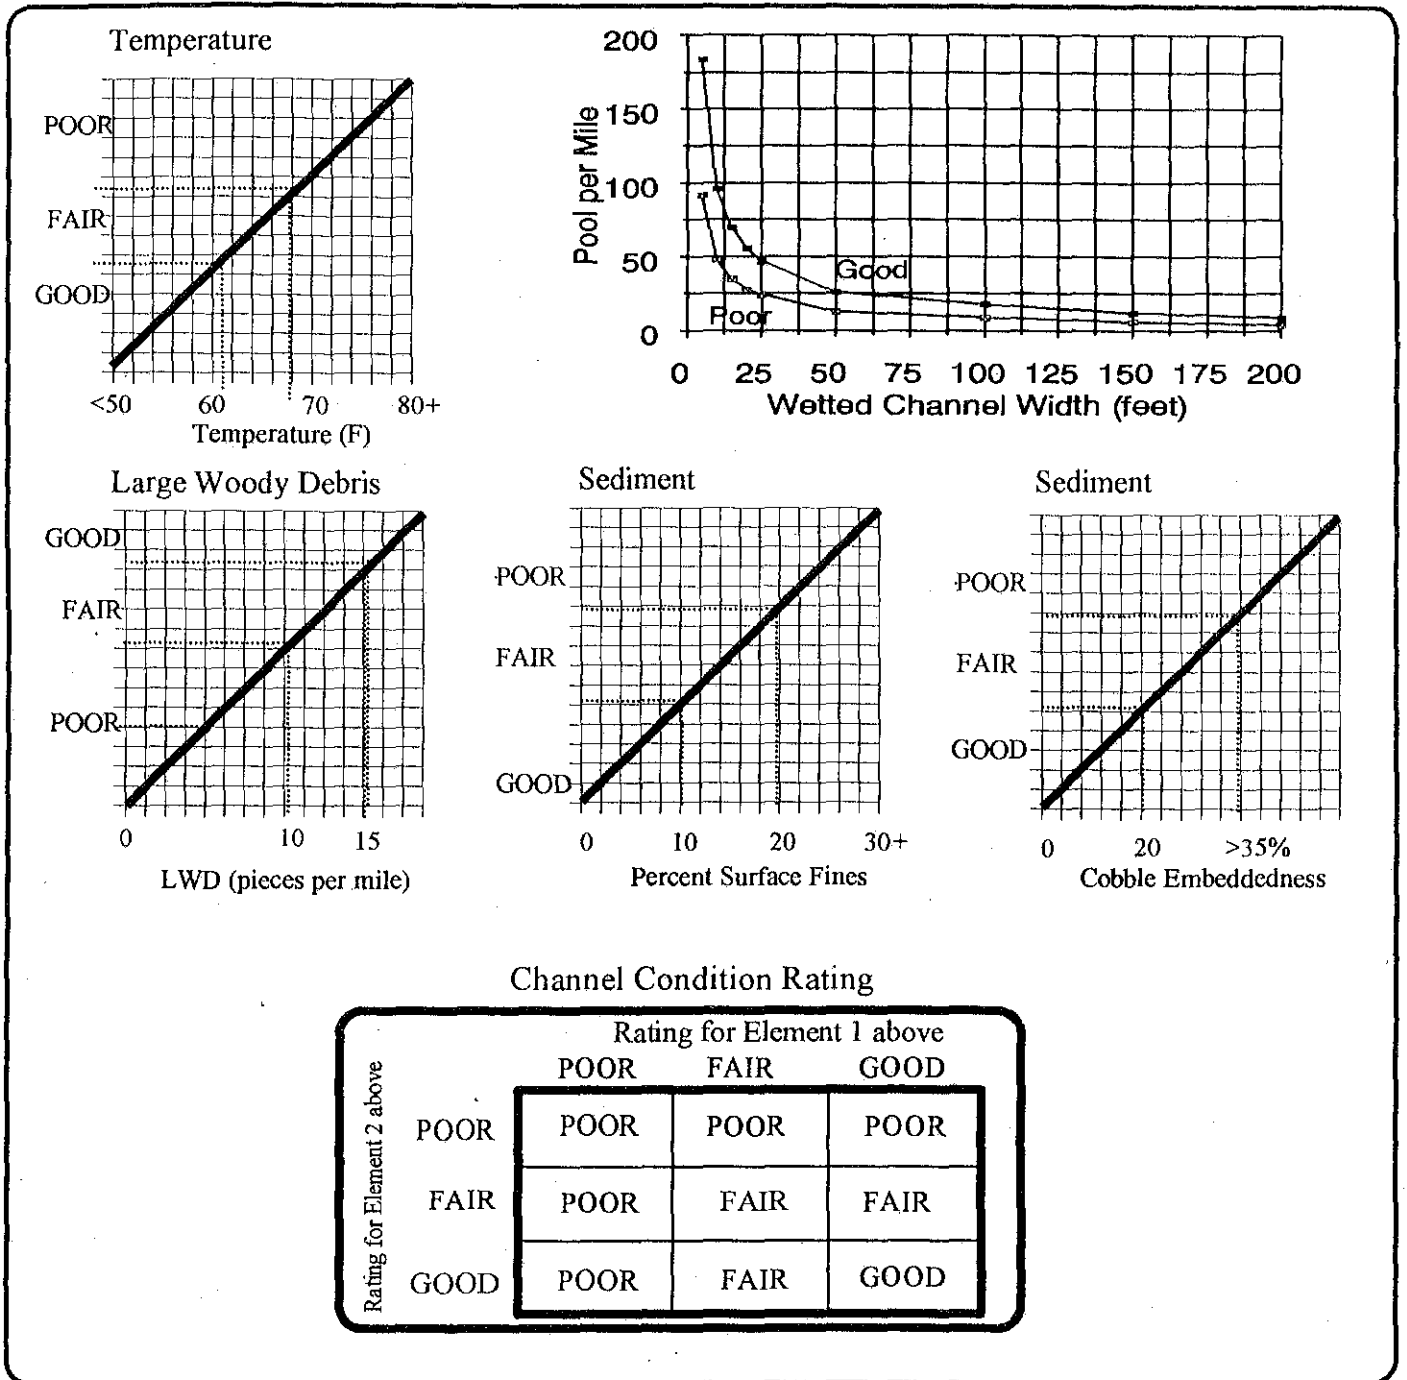 Temperature
POOR
FAIR
GOOD
<50 60 70 80+
Temperature (F)
200
150
100
50
0
Pool per Mile
Good
Poor
0 25 50 75 100 125 150 175 200
Wetted Channel Width (feet)
Large Woody Debris
GOOD
FAIR
POOR
0 10 15
LWD (pieces per mile)
Sediment
POOR
FAIR
GOOD
0 10 20 30+
Percent Surface Fines
Sediment
POOR
FAIR
GOOD
0 20 >35%
Cobble Embeddedness
Channel Condition Rating
Rating for Element 1 above
POOR FAIR GOOD
Rating for Element 2 above
POOR POOR POOR POOR
FAIR POOR FAIR FAIR
GOOD POOR FAIR GOOD